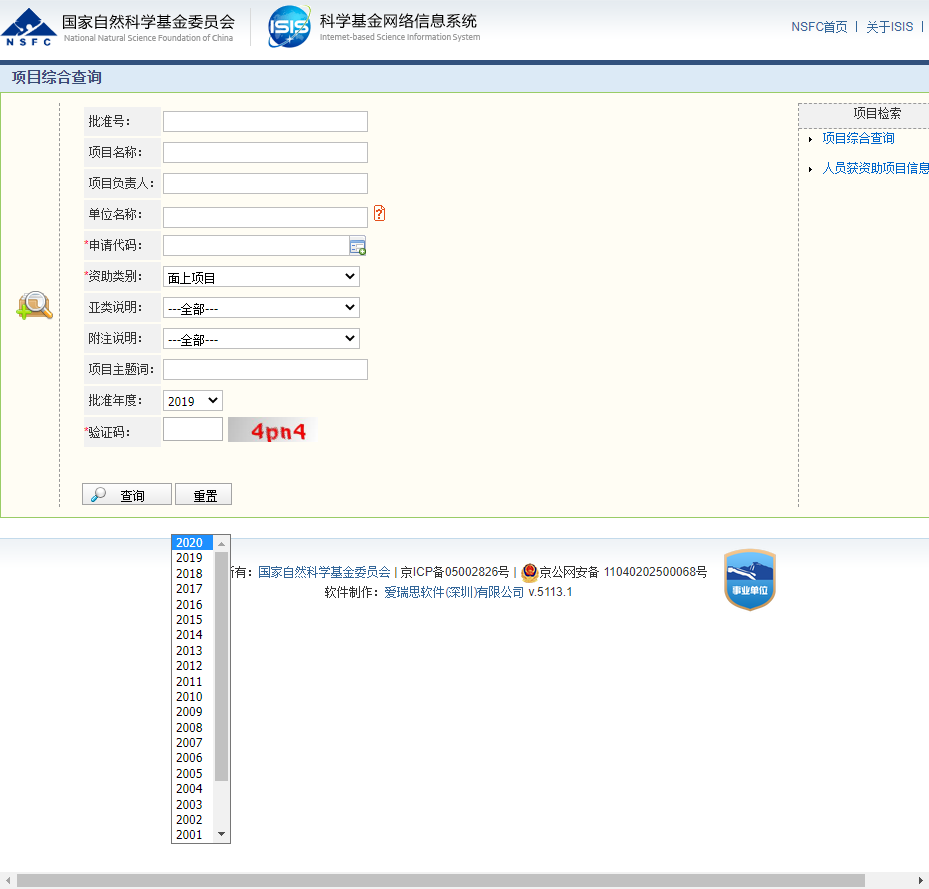 国家自然科学基金委员会
National Natural Science Foundation of China
NSFC
ISIS
科学基金网络信息系统
Internet-based Science Information System
NSFC首页 | 关于ISIS |
项目综合查询
批准号：
项目名称：
项目负责人：
单位名称：
?
*申请代码：
*资助类别：
面上项目
亚类说明：
---全部---
附注说明：
---全部---
项目主题词：
批准年度：
2019
*验证码：
4pn4
查询
重置
项目检索
项目综合查询
人员获资助项目信息
有：国家自然科学基金委员会 | 京ICP备05002826号 | 京公网安备 11040202500068号
软件制作：爱瑞思软件(深圳)有限公司 v.5113.1
事业单位
2020
2019
2018
2017
2016
2015
2014
2013
2012
2011
2010
2009
2008
2007
2006
2005
2004
2003
2002
2001